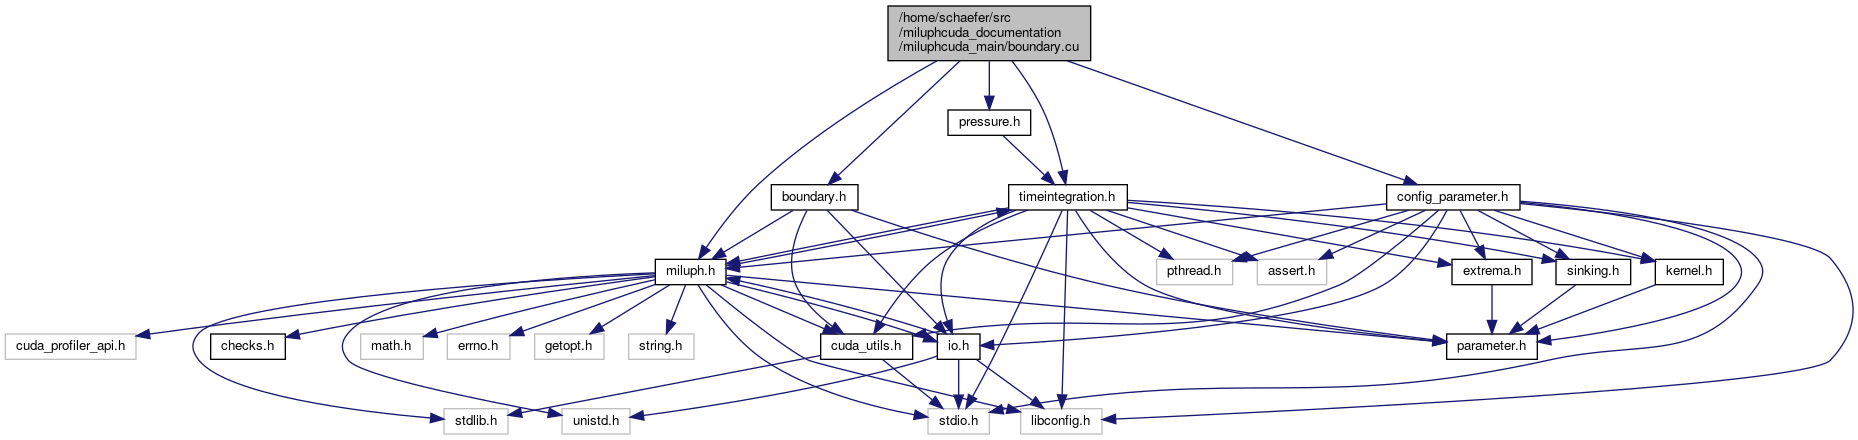 /home/schaefer/src
/miluphcuda_documentation
/miluphcuda_main/boundary.cu
pressure.h
boundary.h
timeintegration.h
config_parameter.h
miluph.h
pthread.h
assert.h
extrema.h
sinking.h
kernel.h
cuda_profiler_api.h
checks.h
math.h
errno.h
getopt.h
string.h
cuda_utils.h
io.h
parameter.h
stdlib.h
unistd.h
stdio.h
libconfig.h